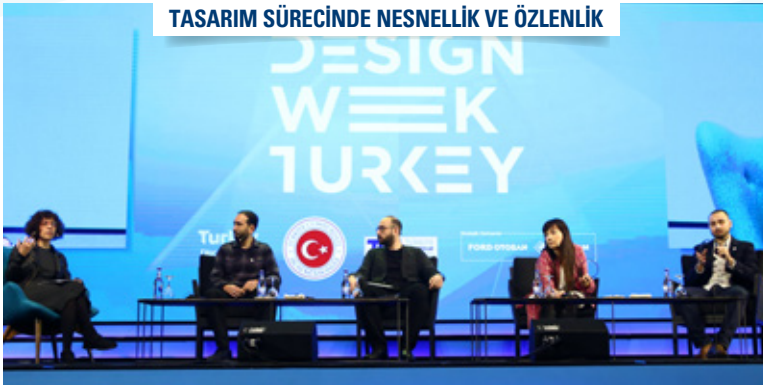 TASARIM SÜRECİNDE NESNELLİK VE ÖZLENLİK
DESIGN
WEEK
TURKEY
FORD OTOSAN